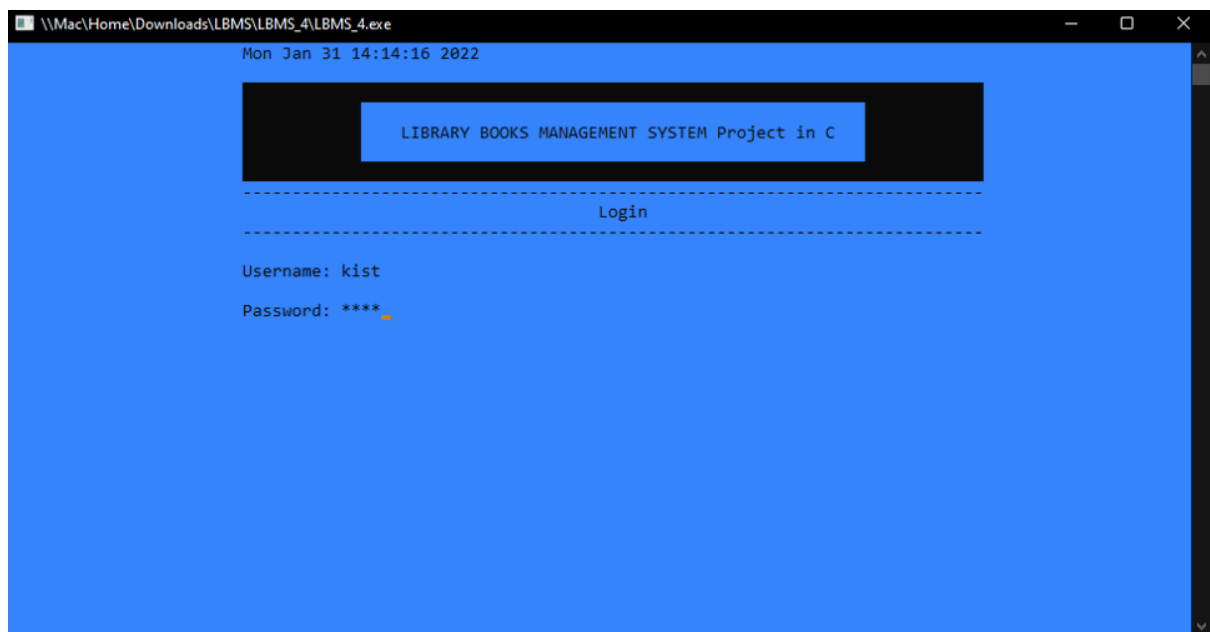 \\Mac\Home\Downloads\LBMS\LBMS_4\LBMS_4.exe
Mon Jan 31 14:14:16 2022
LIBRARY BOOKS MANAGEMENT SYSTEM Project in C
---------------------------------------------------------------------------
Login
---------------------------------------------------------------------------
Username: kist
Password: ****_